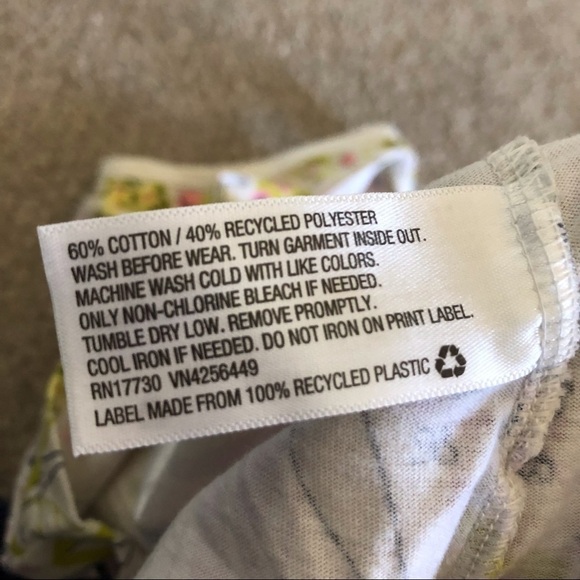 60% COTTON / 40% RECYCLED POLYESTER
WASH BEFORE WEAR. TURN GARMENT INSIDE OUT.
MACHINE WASH COLD WITH LIKE COLORS.
ONLY NON-CHLORINE BLEACH IF NEEDED.
TUMBLE DRY LOW. REMOVE PROMPTLY.
COOL IRON IF NEEDED. DO NOT IRON ON PRINT LABEL.
RN17730 VN4256449
LABEL MADE FROM 100% RECYCLED PLASTIC